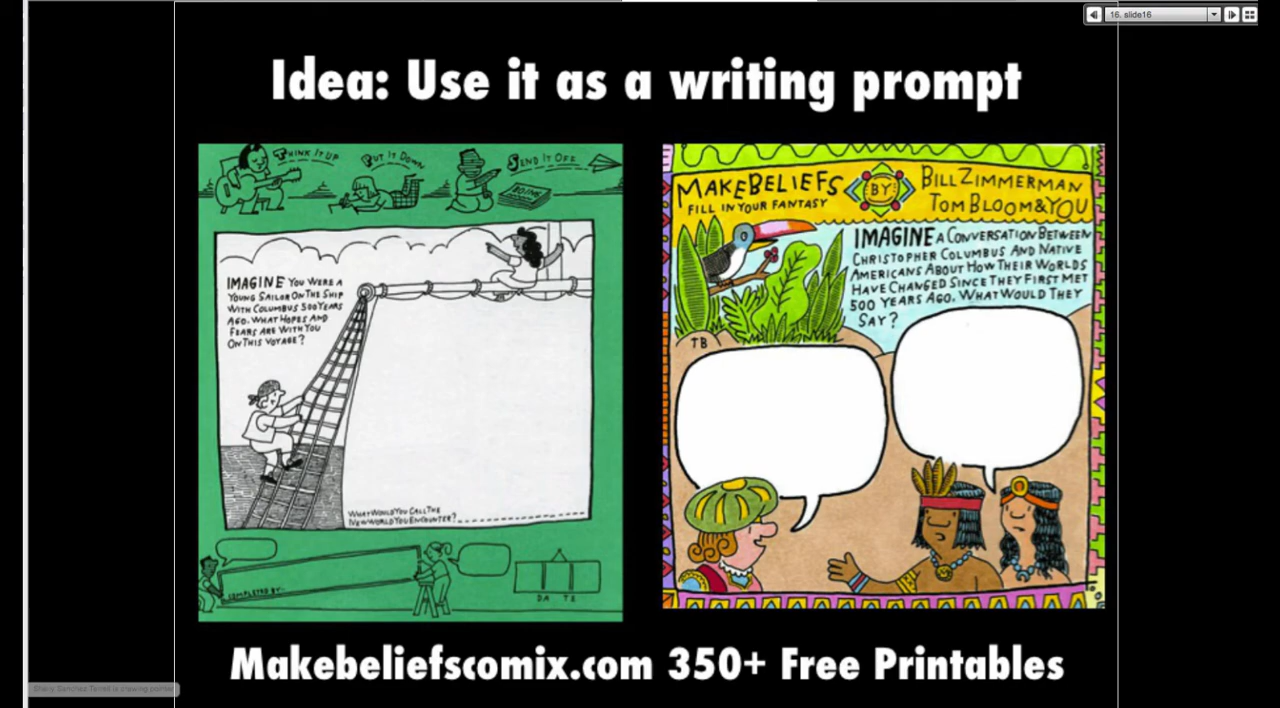 16. slide16
Idea: Use it as a writing prompt
THINK IT UP
PUT IT DOWN
SEND IT OFF
BOING
IMAGINE YOU WERE A
YOUNG SAILOR ON THE SHIP
WITH COLUMBUS 500 YEARS
AGO. WHAT HOPES AND
FEARS ARE WITH YOU
ON THIS VOYAGE?
WHAT WOULD YOU CALL THE
NEW WORLD YOU ENCOUNTER?
COMPLETED BY:
DATE
MAKEBELIEFS
FILL IN YOUR FANTASY
BY
BILL ZIMMERMAN
TOM BLOOM & YOU
IMAGINE A CONVERSATION BETWEEN
CHRISTOPHER COLUMBUS AND NATIVE
AMERICANS ABOUT HOW THEIR WORLDS
HAVE CHANGED SINCE THEY FIRST MET
500 YEARS AGO. WHAT WOULD THEY
SAY?
TB
Makebeliefscomix.com 350+ Free Printables